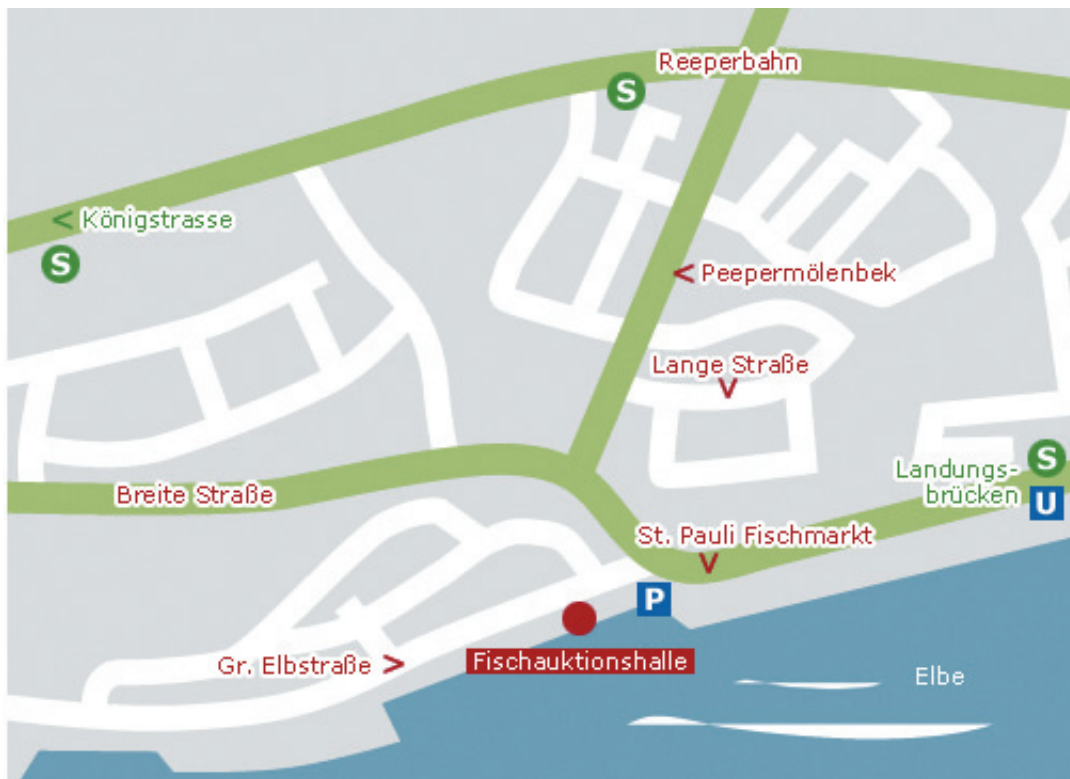 Reeperbahn
S
< Königstrasse
S
< Peepermölenbek
Lange Straße
V
Landungs-
brücken
S
U
Breite Straße
St. Pauli Fischmarkt
V
P
Gr. Elbstraße >
Fischauktionshalle
Elbe